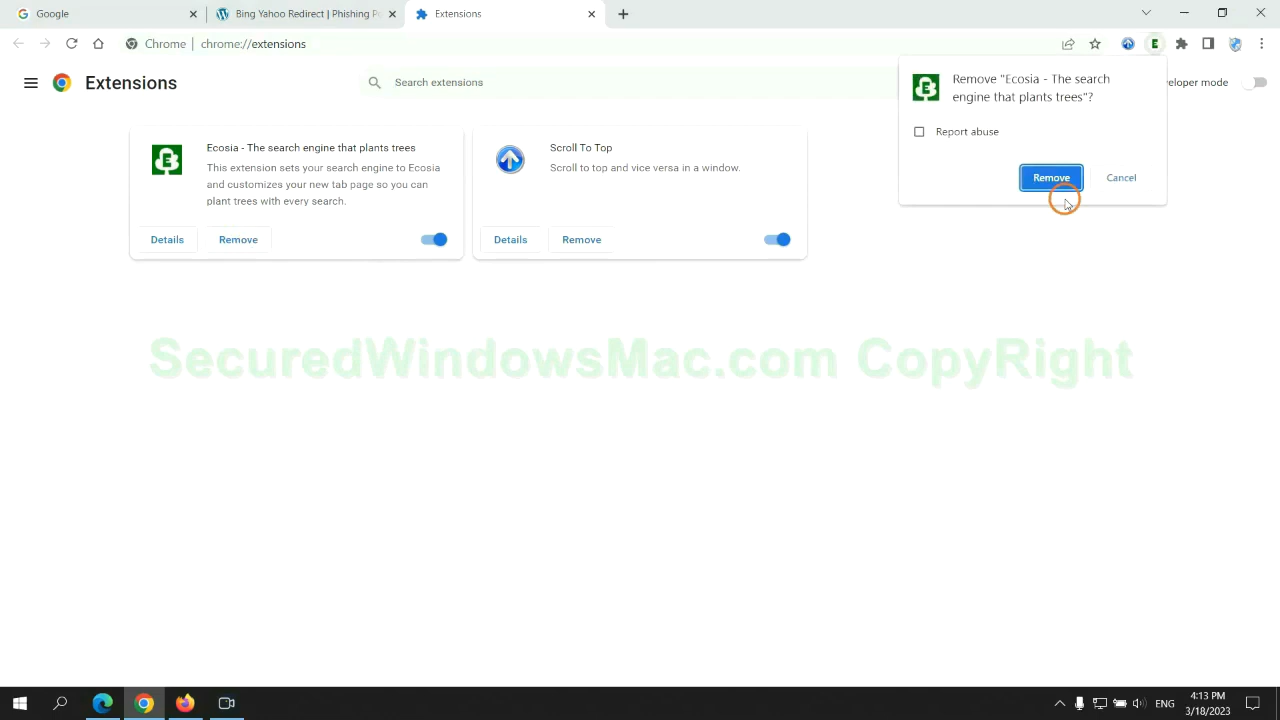 Google
Bing Yahoo Redirect | Phishing P
Extensions
Chrome | chrome://extensions
Extensions
Search extensions
eloper mode
Remove "Ecosia - The search
engine that plants trees"?
Report abuse
Remove
Cancel
Ecosia - The search engine that plants trees
This extension sets your search engine to Ecosia
and customizes your new tab page so you can
plant trees with every search.
Details
Remove
Scroll To Top
Scroll to top and vice versa in a window.
Details
Remove
SecuredWindowsMac.com CopyRight
ENG
4:13 PM
3/18/2023